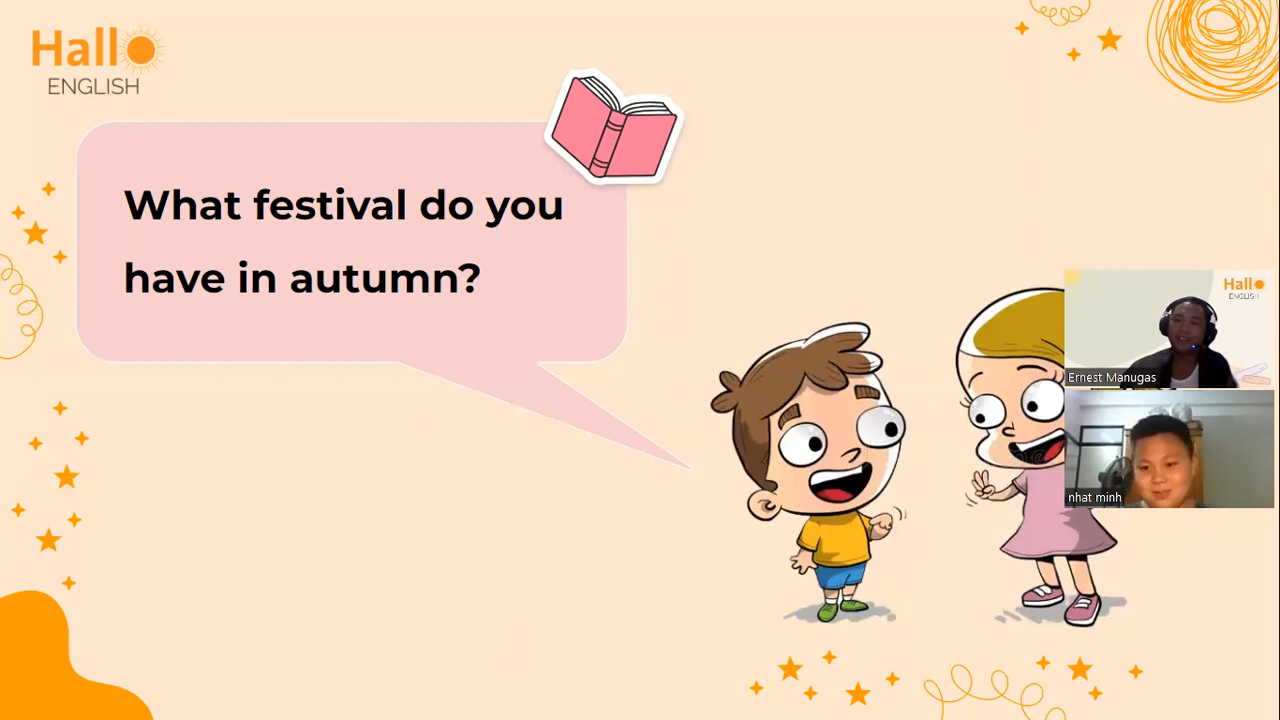 Hallo
ENGLISH
What festival do you
have in autumn?
Hallo
ENGLISH
Ernest Manugas
nhat minh